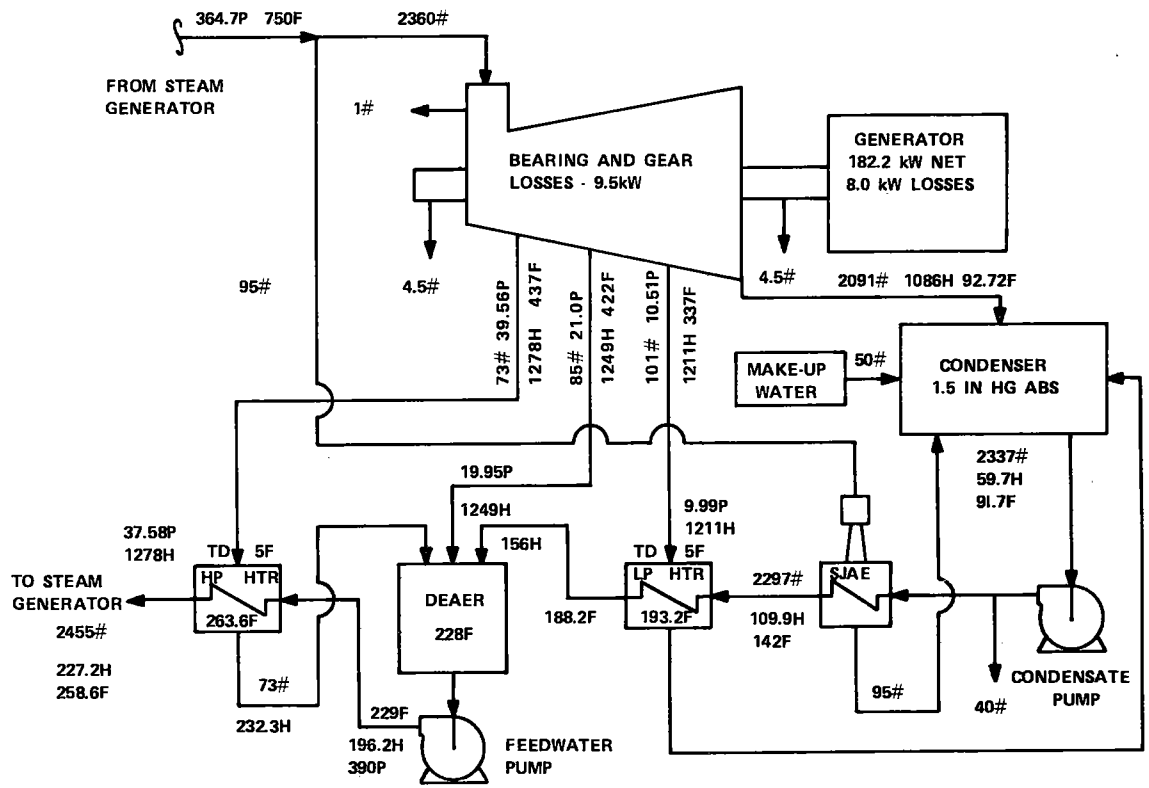 364.7P 750F
2360#
FROM STEAM
GENERATOR
1#
BEARING AND GEAR
LOSSES - 9.5kW
GENERATOR
182.2 kW NET
8.0 kW LOSSES
95#
4.5#
4.5#
73# 39.56P
1278H 437F
85# 21.0P
1249H 422F
101# 10.51P
1211H 337F
2091# 1086H 92.72F
MAKE-UP
WATER
50#
CONDENSER
1.5 IN HG ABS
2337#
59.7H
91.7F
19.95P
1249H
9.99P
1211H
37.58P
1278H
TD 5F
HP HTR
263.6F
156H
TD 5F
LP HTR
193.2F
SJAE
TO STEAM
GENERATOR
2455#
227.2H
258.6F
DEAER
228F
188.2F
2297#
109.9H
142F
73#
232.3H
229F
196.2H
390P
FEEDWATER
PUMP
95#
40#
CONDENSATE
PUMP